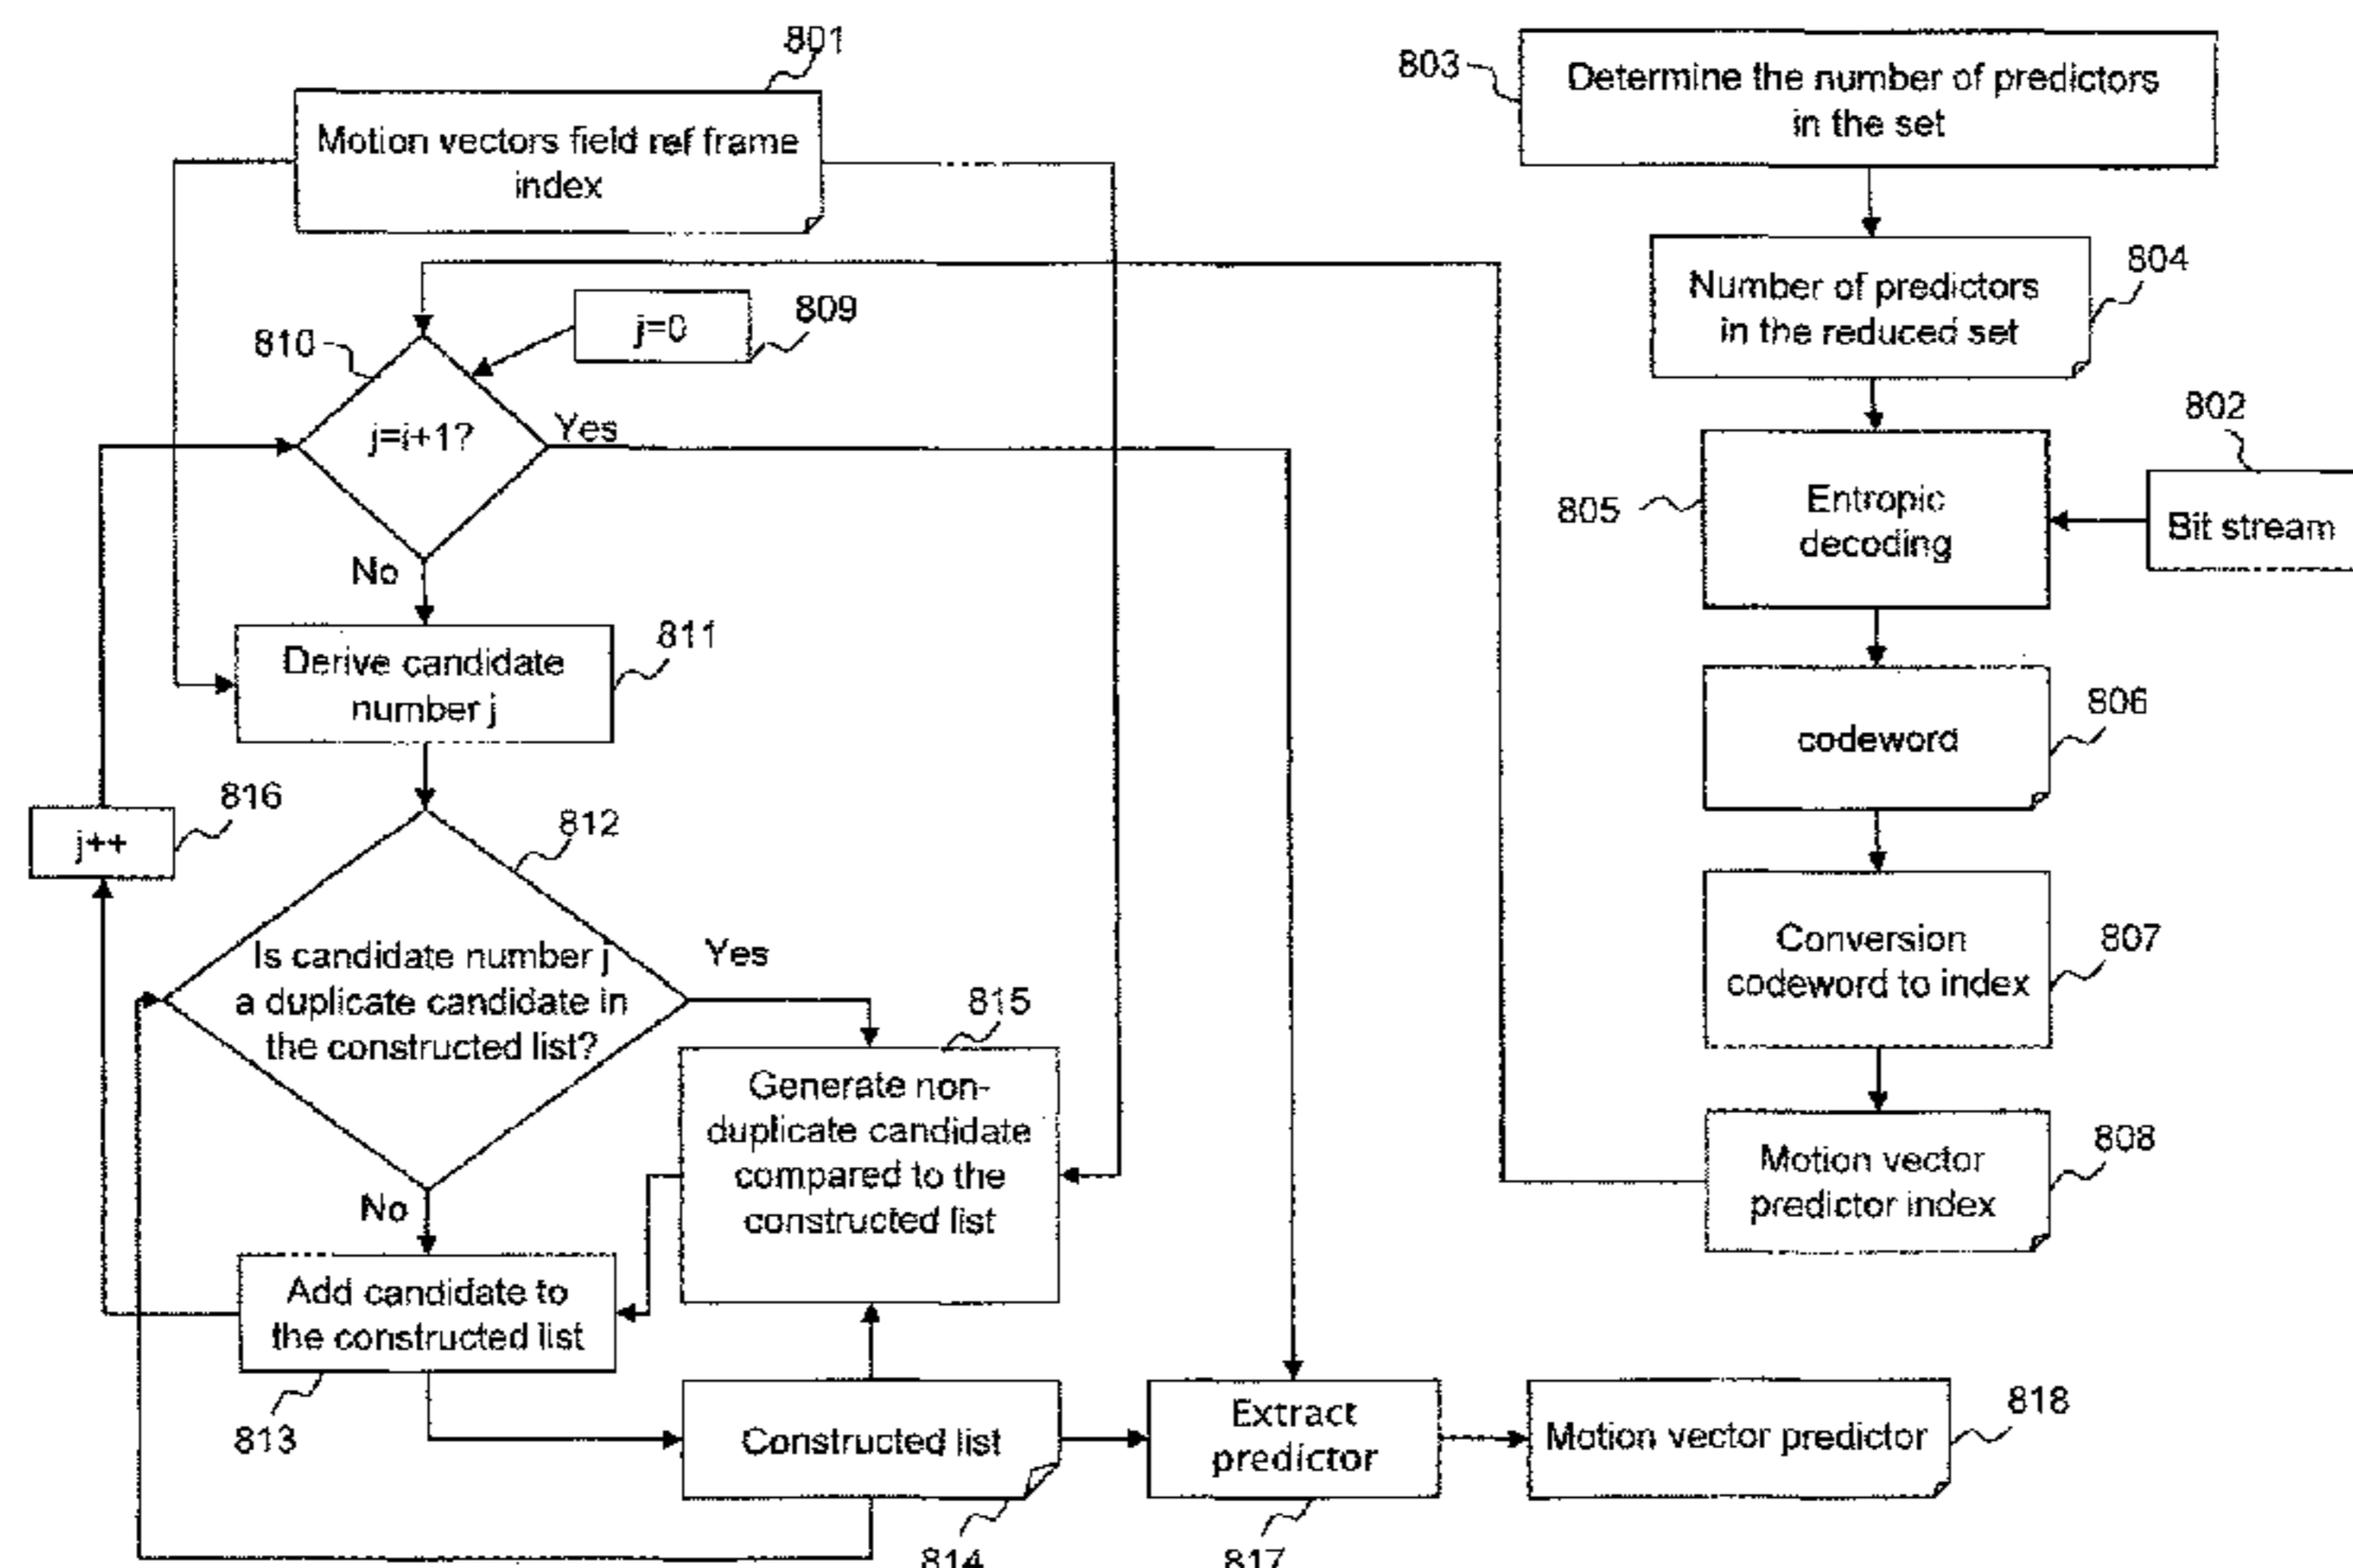 801
Motion vectors field ref frame
index
803
Determine the number of predictors
in the set
804
Number of predictors
in the reduced set
809
j=0
810
j=i+1?
Yes
No
802
Bit stream
805
Entropic
decoding
811
Derive candidate
number j
806
codeword
816
j++
812
Is candidate number j
a duplicate candidate in
the constructed list?
Yes
No
807
Conversion
codeword to index
815
Generate non-
duplicate candidate
compared to the
constructed list
808
Motion vector
predictor index
Add candidate to
the constructed list
813
Constructed list
814
Extract
predictor
817
Motion vector predictor
818